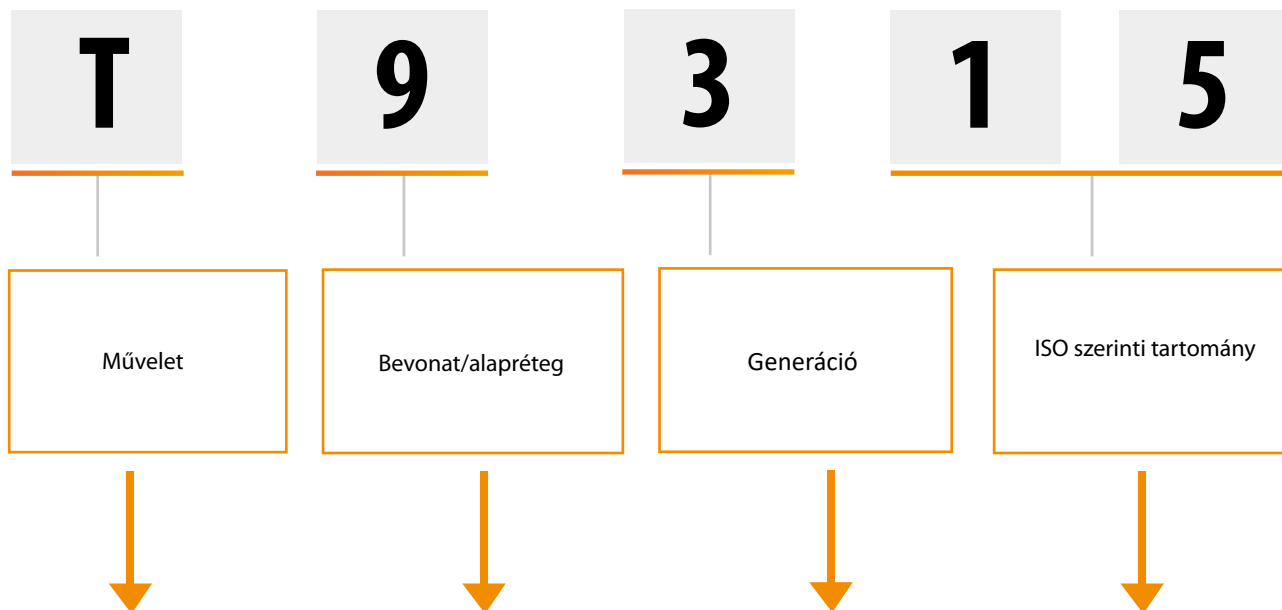 T 9 3 1 5
Művelet
Bevonat/alapréteg
Generáció
ISO szerinti tartomány